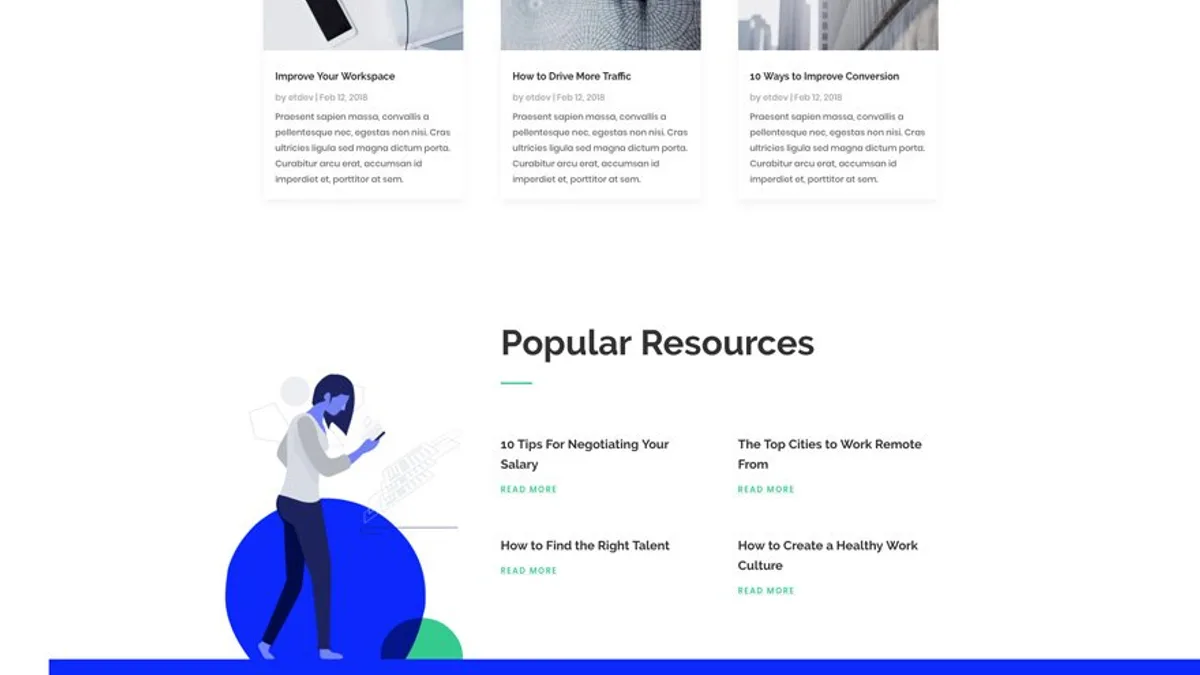 Improve Your Workspace
by etdev | Feb 12, 2018
Praesent sapien massa, convallis a
pellentesque nec, egestas non nisi. Cras
ultricies ligula sed magna dictum porta.
Curabitur arcu erat, accumsan id
imperdiet et, porttitor at sem.
How to Drive More Traffic
by etdev | Feb 12, 2018
Praesent sapien massa, convallis a
pellentesque nec, egestas non nisi. Cras
ultricies ligula sed magna dictum porta.
Curabitur arcu erat, accumsan id
imperdiet et, porttitor at sem.
10 Ways to Improve Conversion
by etdev | Feb 12, 2018
Praesent sapien massa, convallis a
pellentesque nec, egestas non nisi. Cras
ultricies ligula sed magna dictum porta.
Curabitur arcu erat, accumsan id
imperdiet et, porttitor at sem.
Popular Resources
10 Tips For Negotiating Your
Salary
READ MORE
The Top Cities to Work Remote
From
READ MORE
How to Find the Right Talent
READ MORE
How to Create a Healthy Work
Culture
READ MORE